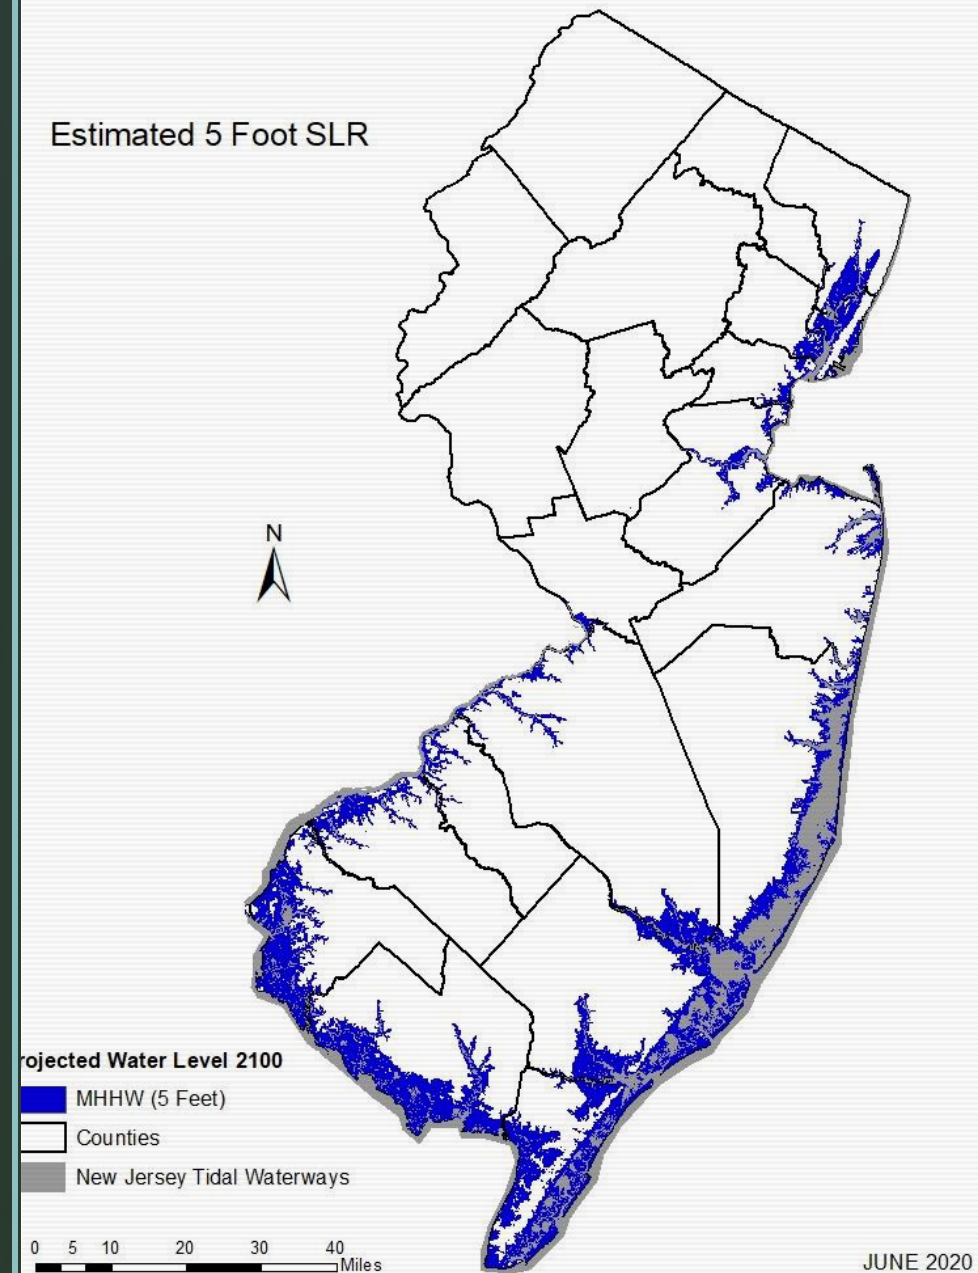 Estimated 5 Foot SLR
N
rojected Water Level 2100
MHHW (5 Feet)
Counties
New Jersey Tidal Waterways
0 5 10 20 30 40
Miles
JUNE 2020